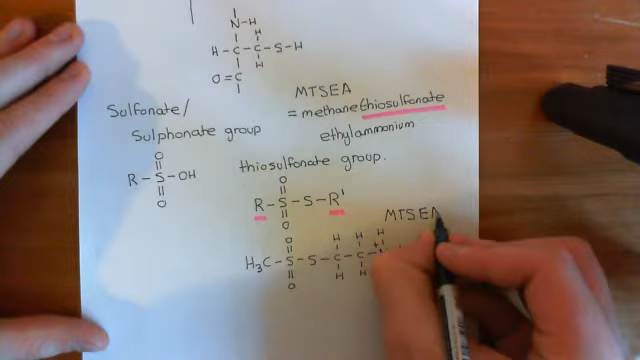 N-H
H
H-C-C-S-H
H
O=C
MTSEA
Sulfonate/
= methanethiosulfonate
Sulphonate group
ethylammonium
thiosulfonate group.
O
R-S-OH
O
O
R-S-S-R'
O
MTSEA
O H H H
H3C-S-S-C-C-
O H H